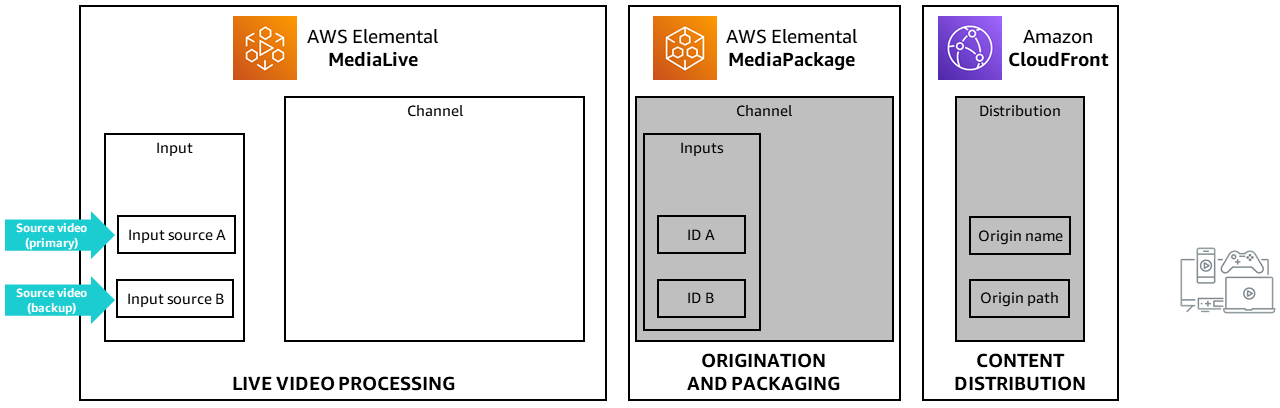 AWS Elemental
MediaLive
Channel
Input
Source video
(primary)
Input source A
Source video
(backup)
Input source B
LIVE VIDEO PROCESSING
AWS Elemental
MediaPackage
Channel
Inputs
ID A
ID B
ORIGINATION
AND PACKAGING
Amazon
CloudFront
Distribution
Origin name
Origin path
CONTENT
DISTRIBUTION